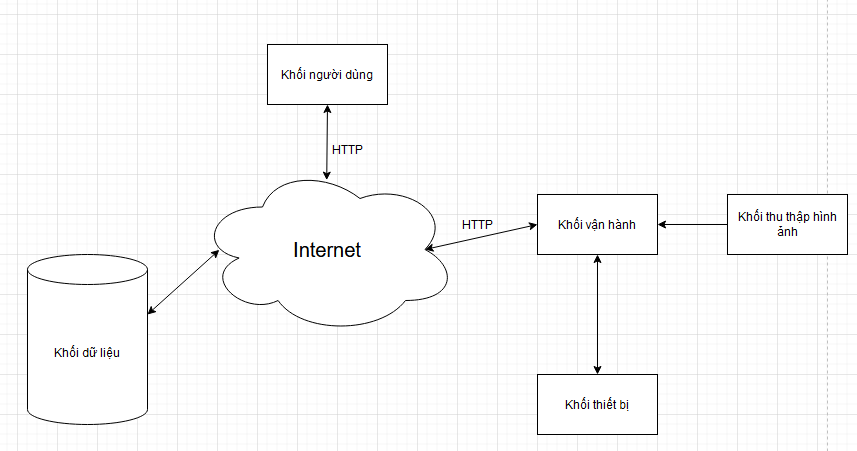 Khối người dùng
HTTP
Internet
HTTP
Khối vận hành
Khối thu thập hình
ảnh
Khối dữ liệu
Khối thiết bị